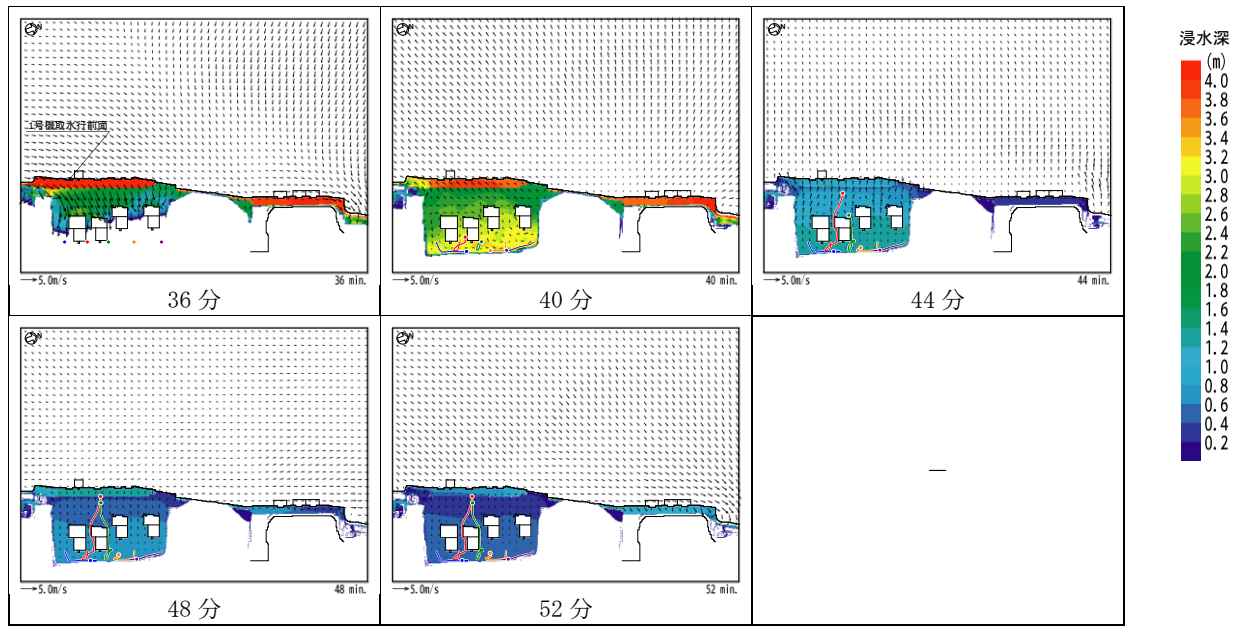 N
1号機取水行前面
5.0m/s
36 min.
36 分
N
5.0m/s
40 min.
40 分
N
5.0m/s
44 min.
44 分
N
5.0m/s
48 min.
48 分
N
5.0m/s
52 min.
52 分
—
浸水深
(m)
4.0
3.8
3.6
3.4
3.2
3.0
2.8
2.6
2.4
2.2
2.0
1.8
1.6
1.4
1.2
1.0
0.8
0.6
0.4
0.2